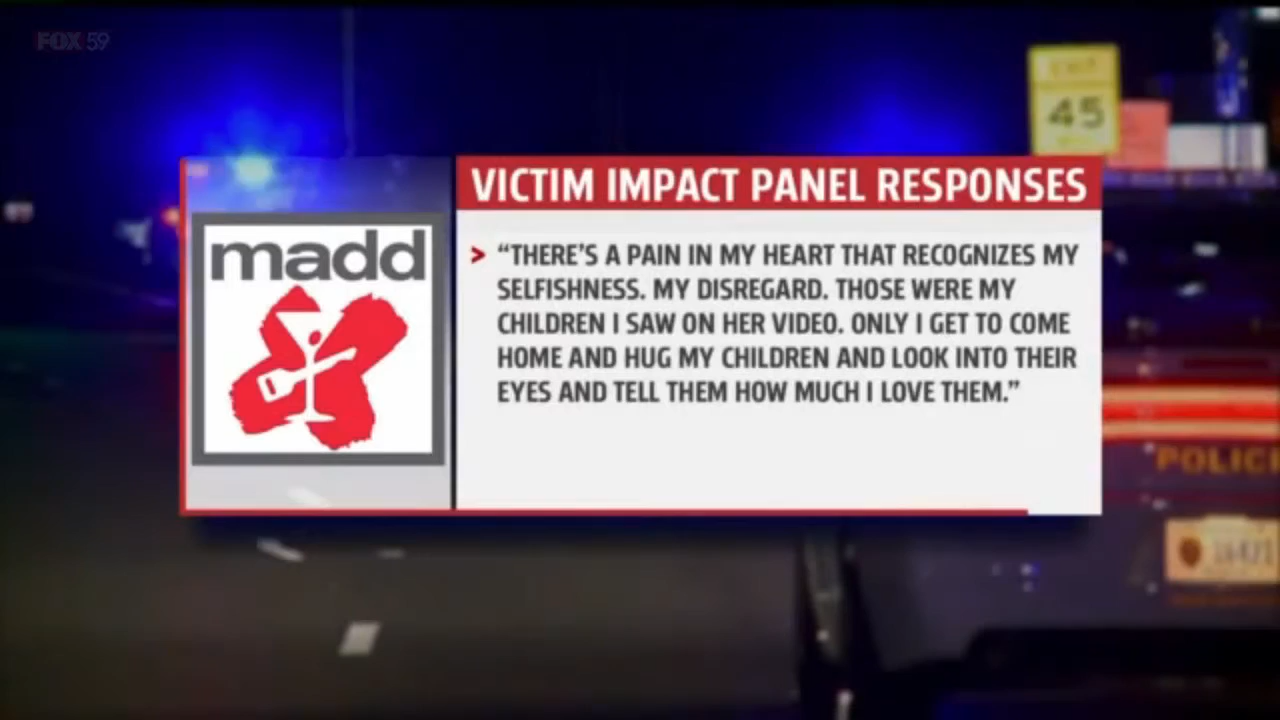 FOX 59
EXIT
45
madd
VICTIM IMPACT PANEL RESPONSES
> “THERE’S A PAIN IN MY HEART THAT RECOGNIZES MY
SELFISHNESS. MY DISREGARD. THOSE WERE MY
CHILDREN I SAW ON HER VIDEO. ONLY I GET TO COME
HOME AND HUG MY CHILDREN AND LOOK INTO THEIR
EYES AND TELL THEM HOW MUCH I LOVE THEM.”
POLIC